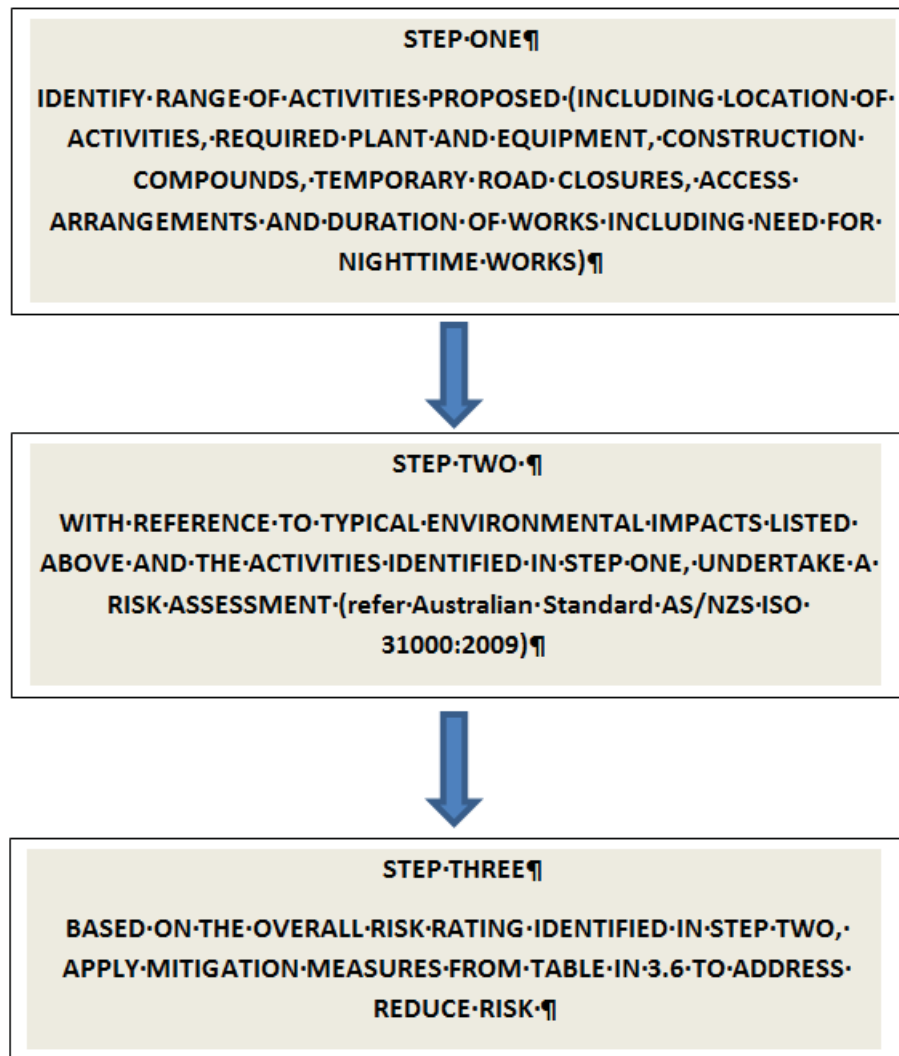 STEP·ONE¶
IDENTIFY·RANGE·OF·ACTIVITIES·PROPOSED·(INCLUDING·LOCATION·OF·
ACTIVITIES,·REQUIRED·PLANT·AND·EQUIPMENT,·CONSTRUCTION·
COMPOUNDS,·TEMPORARY·ROAD·CLOSURES,·ACCESS·
ARRANGEMENTS·AND·DURATION·OF·WORKS·INCLUDING·NEED·FOR·
NIGHTTIME·WORKS)¶
STEP·TWO·¶
WITH·REFERENCE·TO·TYPICAL·ENVIRONMENTAL·IMPACTS·LISTED·
ABOVE·AND·THE·ACTIVITIES·IDENTIFIED·IN·STEP·ONE,·UNDERTAKE·A·
RISK·ASSESSMENT·(refer·Australian·Standard·AS/NZS·ISO·
31000:2009)¶
STEP·THREE¶
BASED·ON·THE·OVERALL·RISK·RATING·IDENTIFIED·IN·STEP·TWO,·
APPLY·MITIGATION·MEASURES·FROM·TABLE·IN·3.6·TO·ADDRESS·
REDUCE·RISK·¶